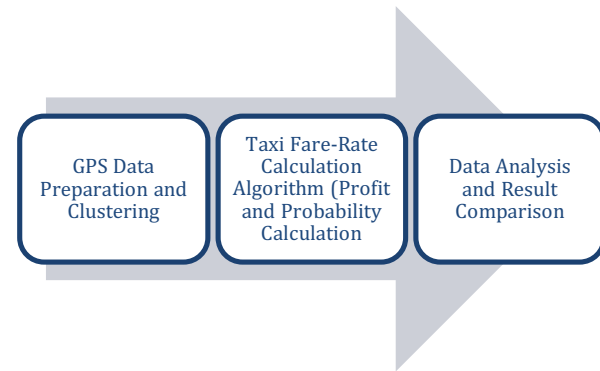 GPS Data
Preparation and
Clustering
Taxi Fare-Rate
Calculation
Algorithm (Profit
and Probability
Calculation
Data Analysis
and Result
Comparison